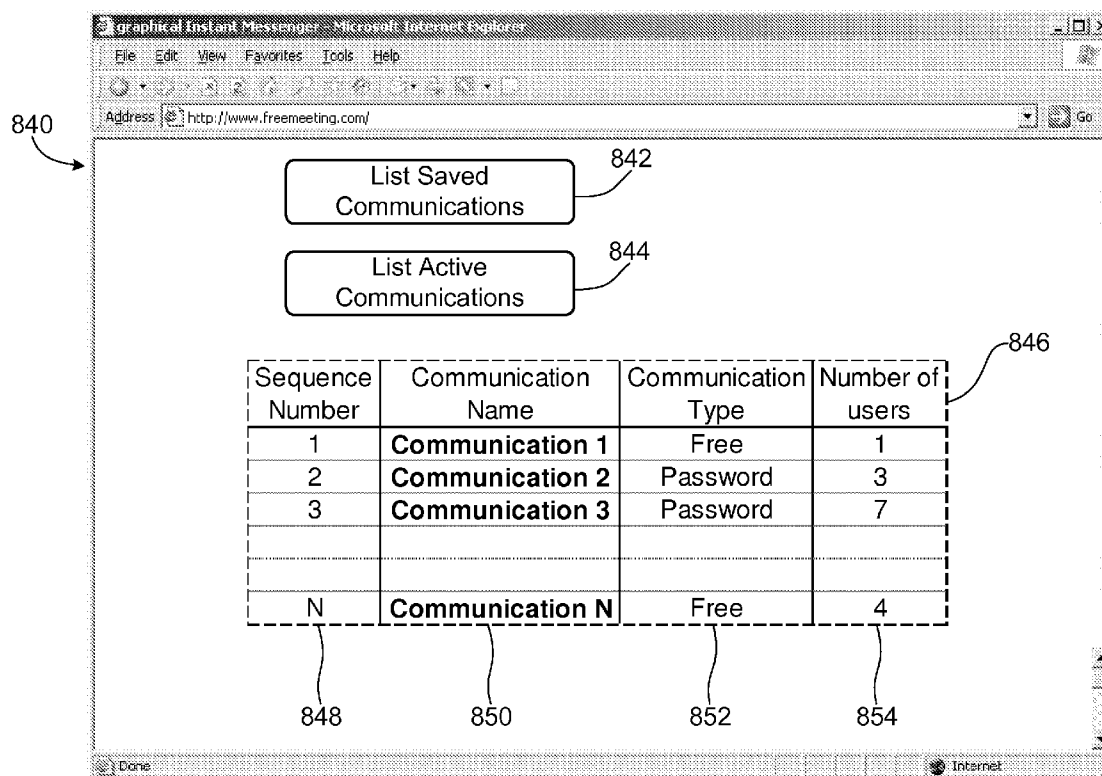 graphical Instant Messenger - Microsoft Internet Explorer
File Edit View Favorites Tools Help
Address http://www.freemeeting.com/ Go
840
List Saved
Communications
842
List Active
Communications
844
846
Sequence Number Communication Name Communication Type Number of users
1 Communication 1 Free 1
2 Communication 2 Password 3
3 Communication 3 Password 7
N Communication N Free 4
848 850 852 854
Done Internet